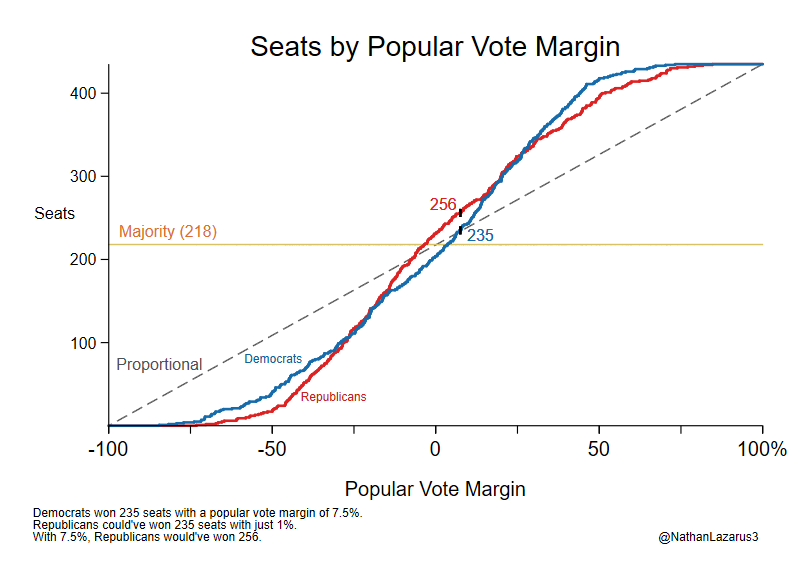 Seats by Popular Vote Margin
400
300
Seats
256
235
Majority (218)
200
Proportional
Democrats
100
Republicans
-100
-50
0
50
100%
Popular Vote Margin
Democrats won 235 seats with a popular vote margin of 7.5%.
Republicans could've won 235 seats with just 1%.
With 7.5%, Republicans would've won 256.
@NathanLazarus3